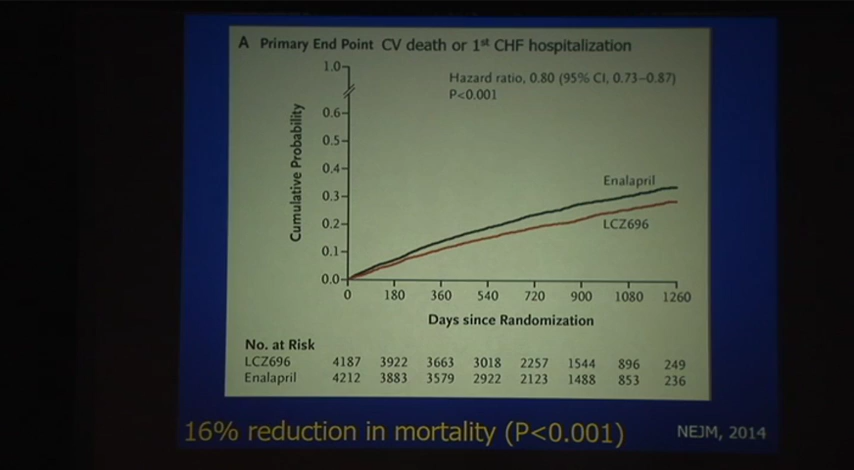 A Primary End Point CV death or 1st CHF hospitalization
1.0
Hazard ratio, 0.80 (95% CI, 0.73–0.87)
P<0.001
0.6
0.5
0.4
0.3
0.2
0.1
0.0
Cumulative Probability
Enalapril
LCZ696
0 180 360 540 720 900 1080 1260
Days since Randomization
No. at Risk
LCZ696 4187 3922 3663 3018 2257 1544 896 249
Enalapril 4212 3883 3579 2922 2123 1488 853 236
16% reduction in mortality (P<0.001)
NEJM, 2014